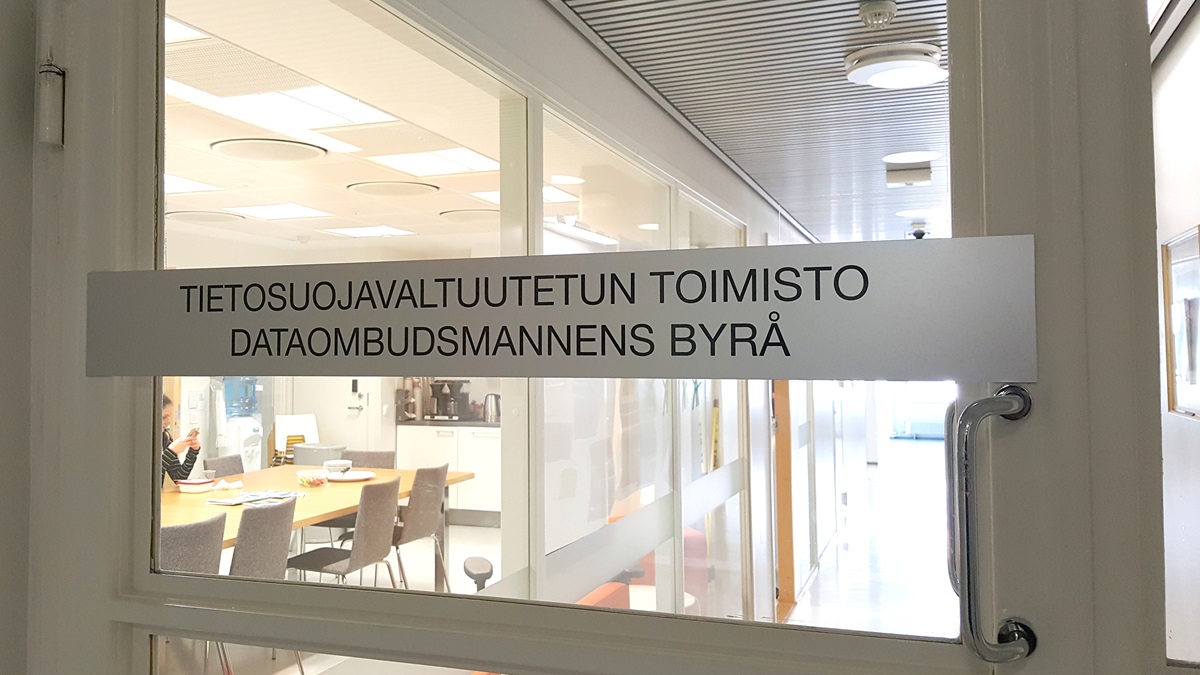 TIETOSUOJAVALTUUTETUN TOIMISTO
DATAOMBUDSMANNENS BYRÅ